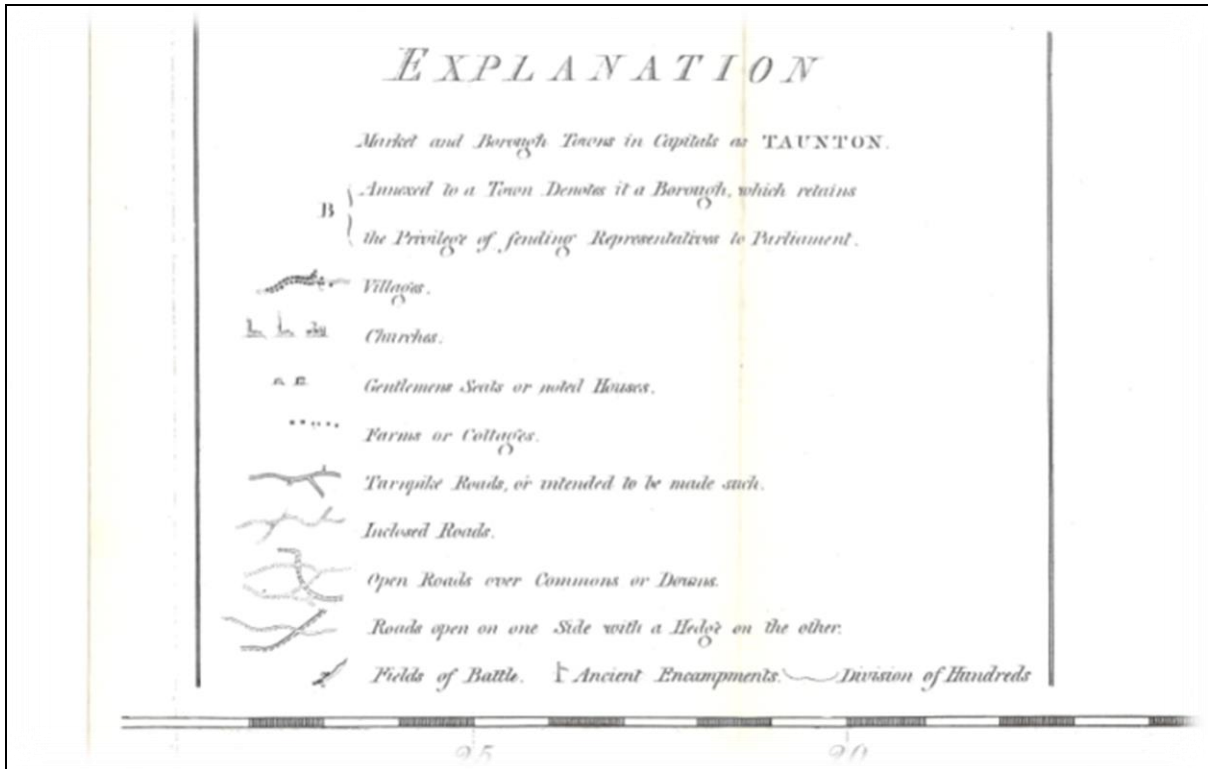 EXPLANATION
Market and Borough Towns in Capitals as TAUNTON.
B
Annexed to a Town Denotes it a Borough, which retains
the Privilege of ſending Representatives to Parliament.
Villages.
Churches.
Gentlemens Seats or noted Houses.
Farms or Cottages.
Turnpike Roads, or intended to be made such.
Inclosed Roads.
Open Roads over Commons or Downs.
Roads open on one Side with a Hedge on the other.
Fields of Battle. Ancient Encampments. Division of Hundreds
25 20